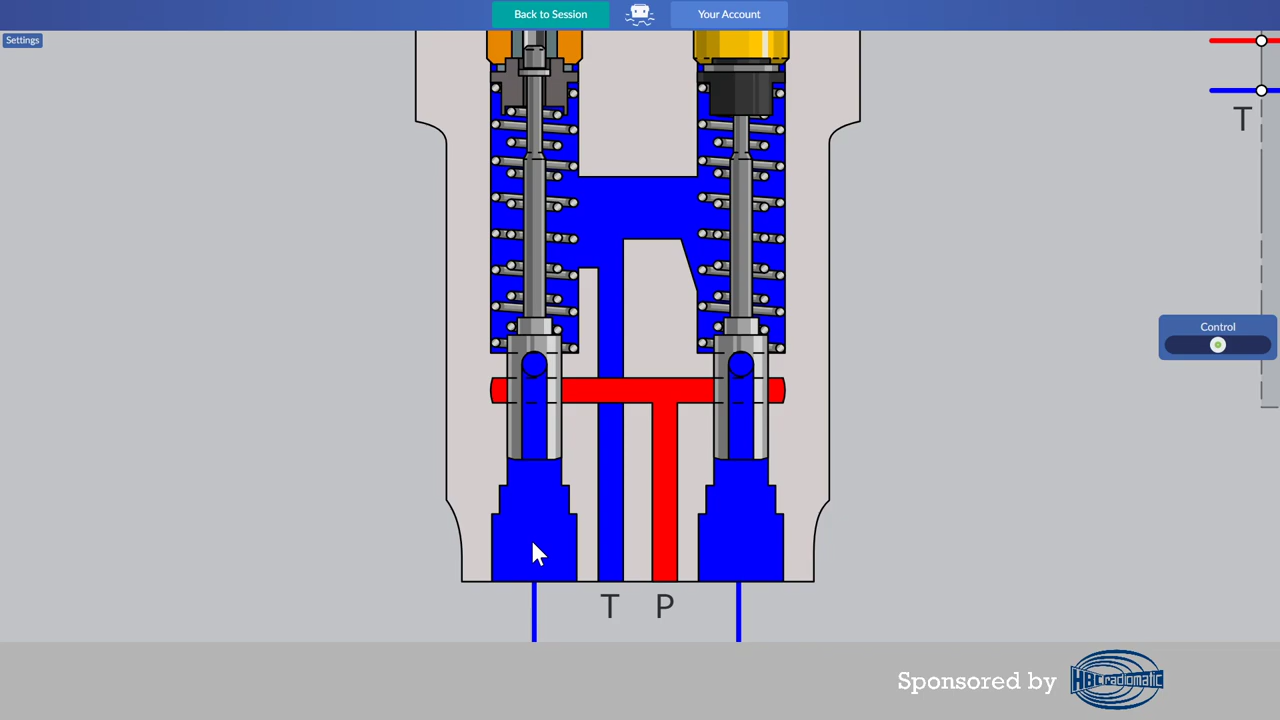 Back to Session
Your Account
Settings
T
Control
T P
Sponsored by
HBC radiomatic